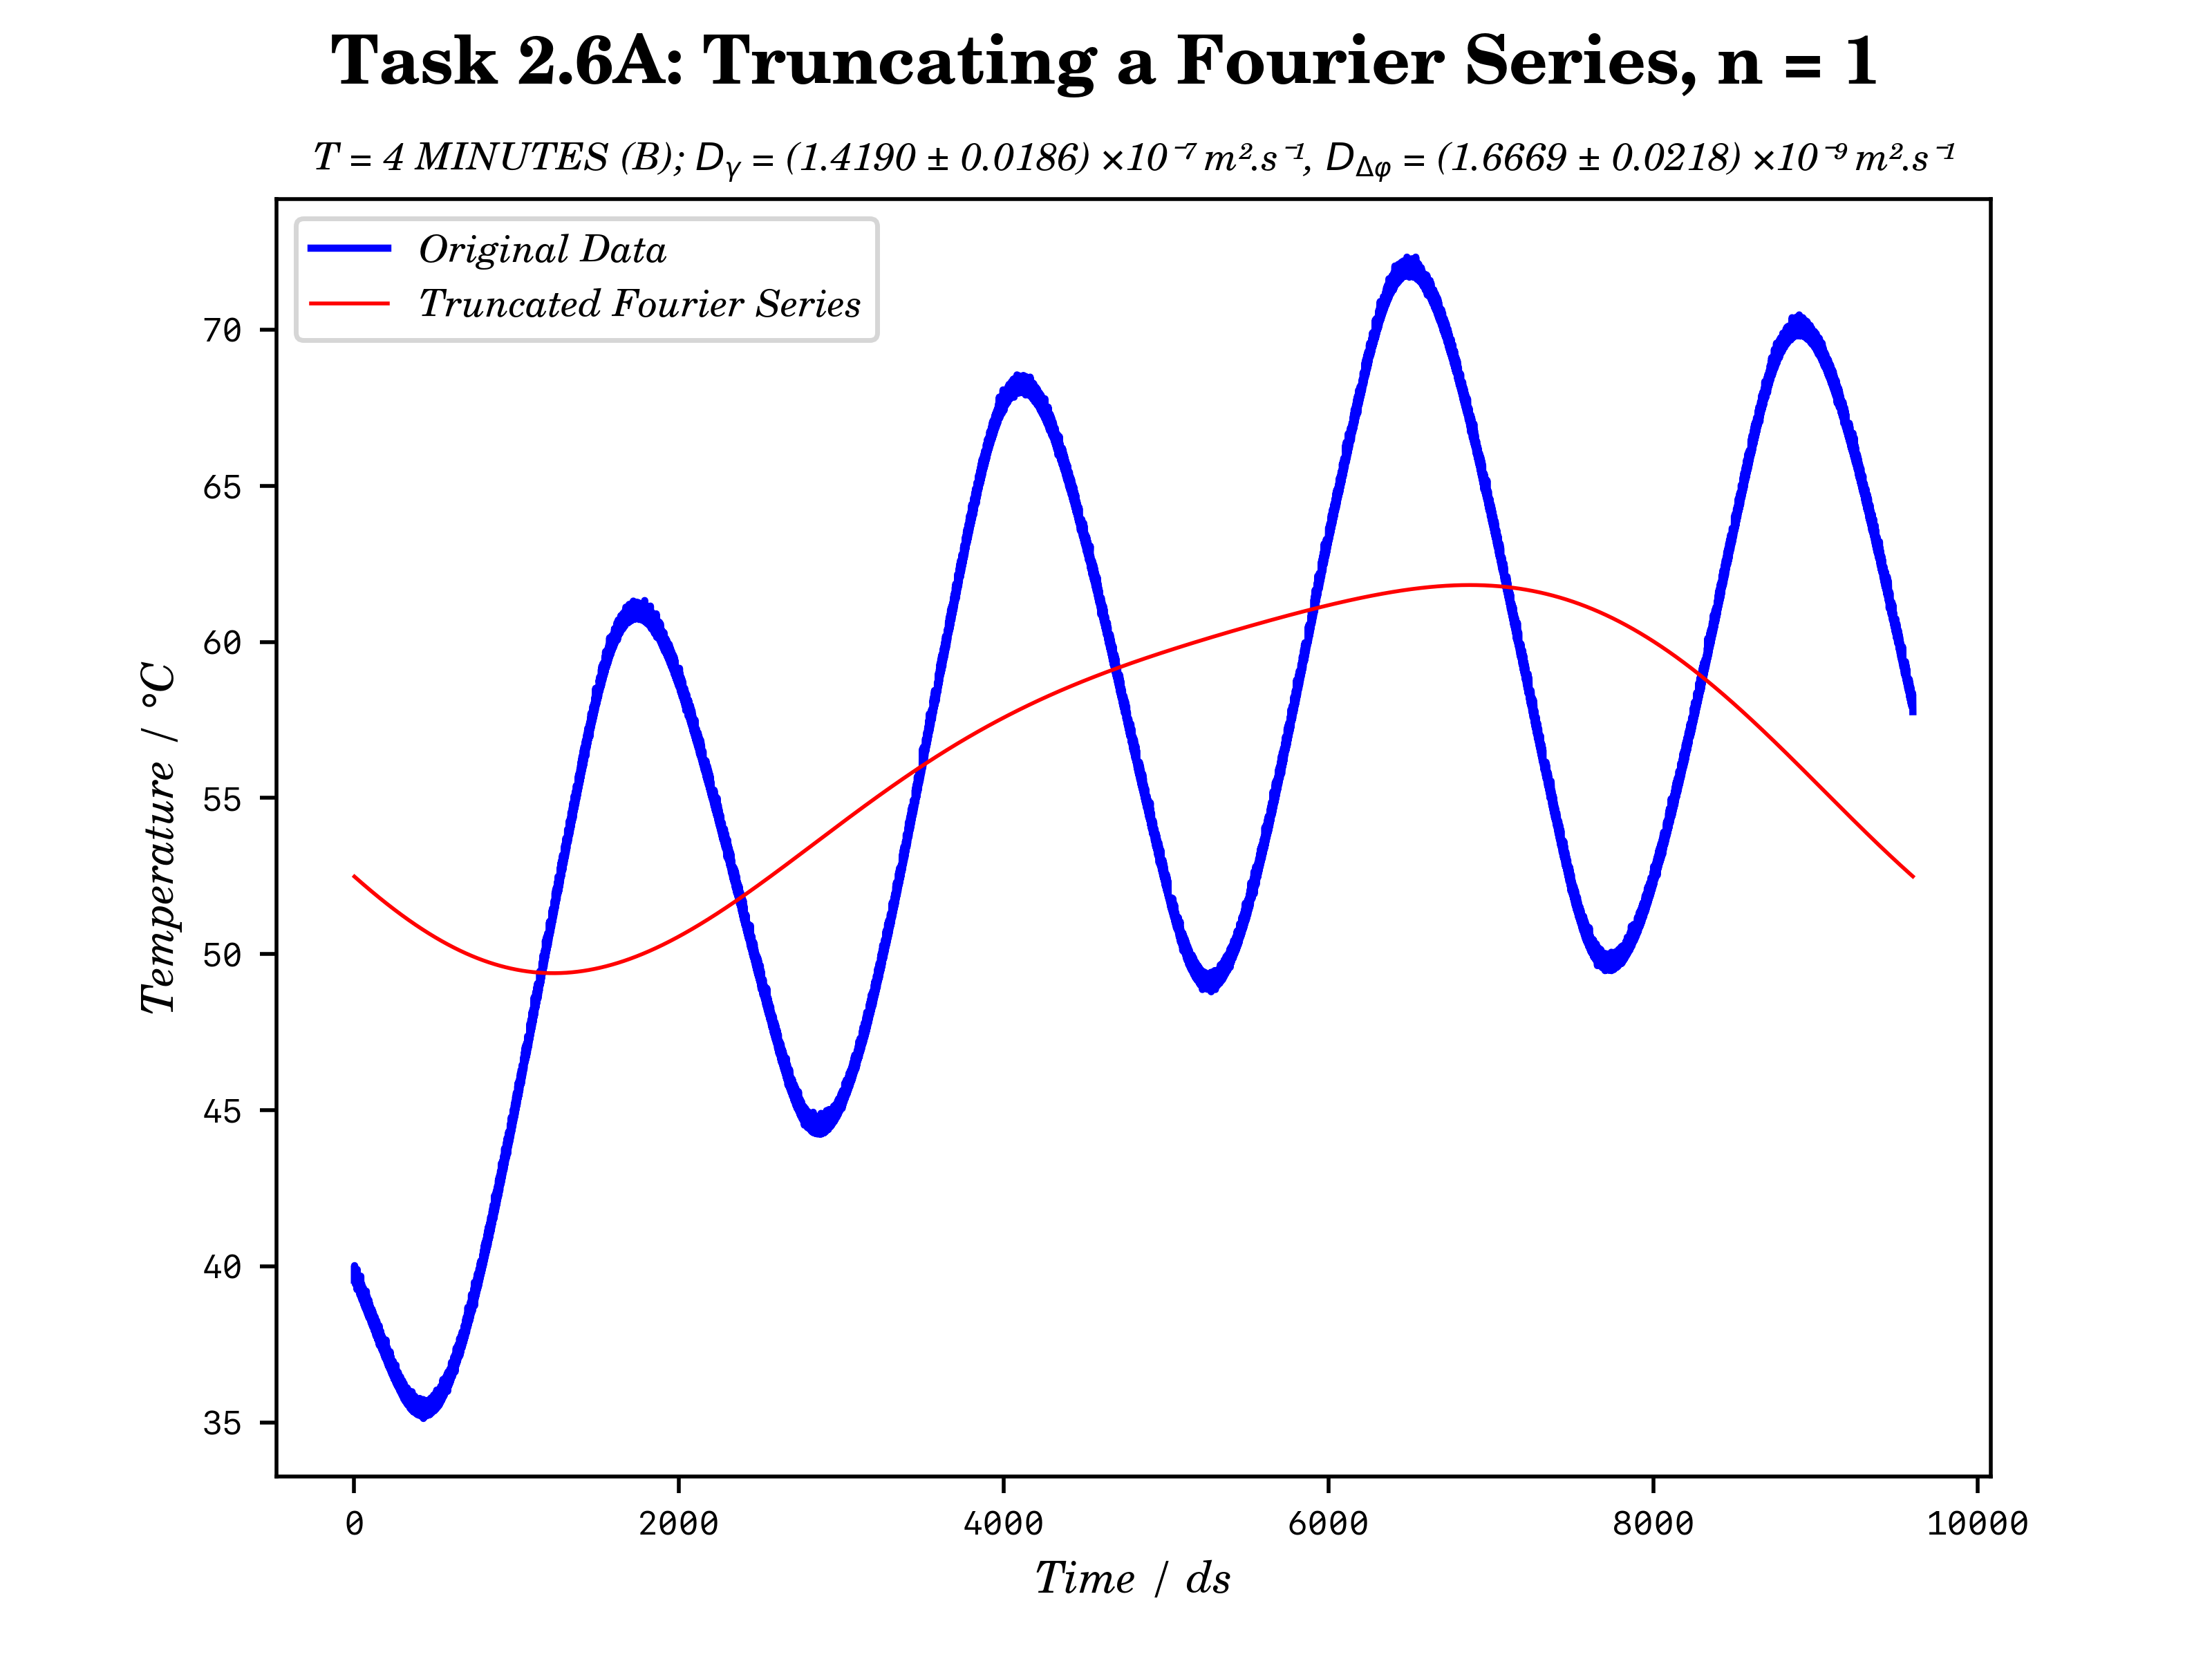 Task 2.6A: Truncating a Fourier Series, n = 1
T = 4 MINUTES (B); Dᵧ = (1.4190 ± 0.0186) ×10⁻⁷ m².s⁻¹, D_Δφ = (1.6669 ± 0.0218) ×10⁻⁹ m².s⁻¹
Original Data
Truncated Fourier Series
70
65
60
55
50
45
40
35
Temperature / °C
0 2000 4000 6000 8000 10000
Time / ds